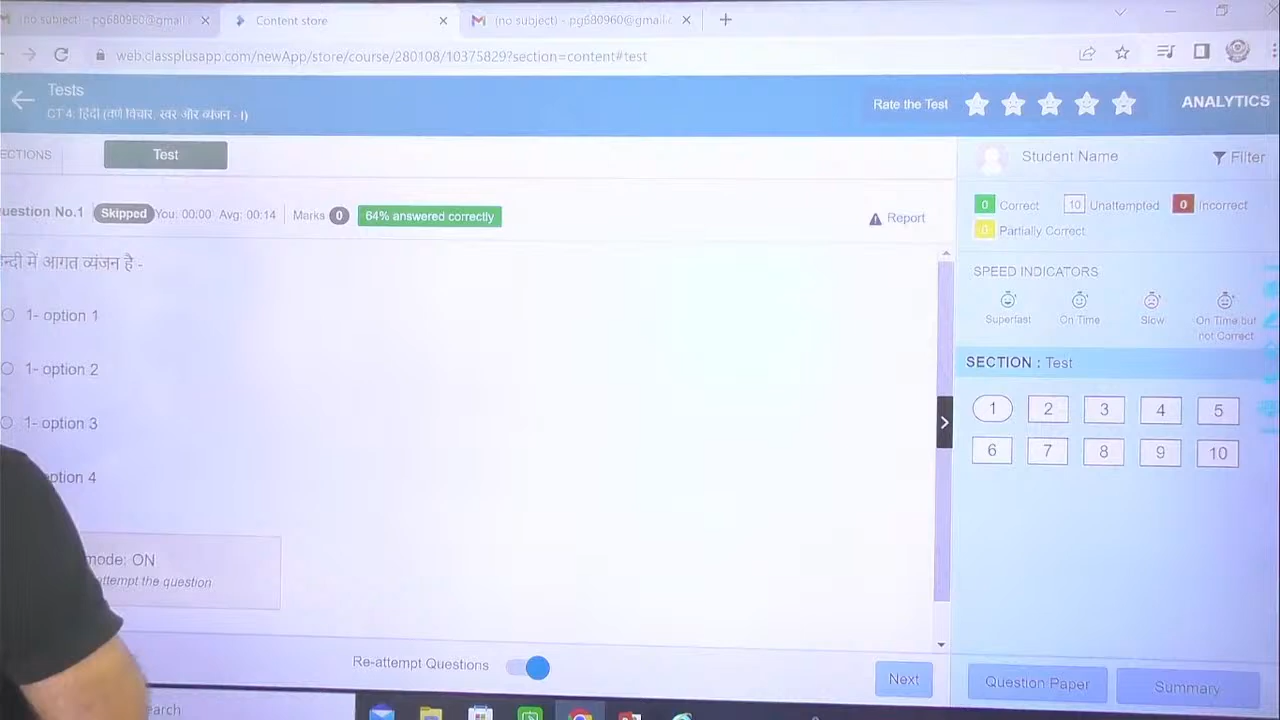 (no subject) - pg680960@gmail.c
Content store
(no subject) - pg680960@gmail.c
web.classplusapp.com/newApp/store/course/280108/10375829?section=content#test
Tests
CT 4: हिंदी (वर्ण विचार, स्वर और व्यंजन - I)
Rate the Test
ANALYTICS
ECTIONS
Test
Student Name
Filter
uestion No.1
Skipped
You: 00:00 Avg: 00:14
Marks 0
64% answered correctly
Report
0 Correct
10 Unattempted
0 Incorrect
0 Partially Correct
न्दी में आगत व्यंजन है -
1- option 1
1- option 2
1- option 3
ption 4
SPEED INDICATORS
Superfast
On Time
Slow
On Time but
not Correct
SECTION : Test
1 2 3 4 5
6 7 8 9 10
mode: ON
attempt the question
Re-attempt Questions
Next
Question Paper
Summary
earch